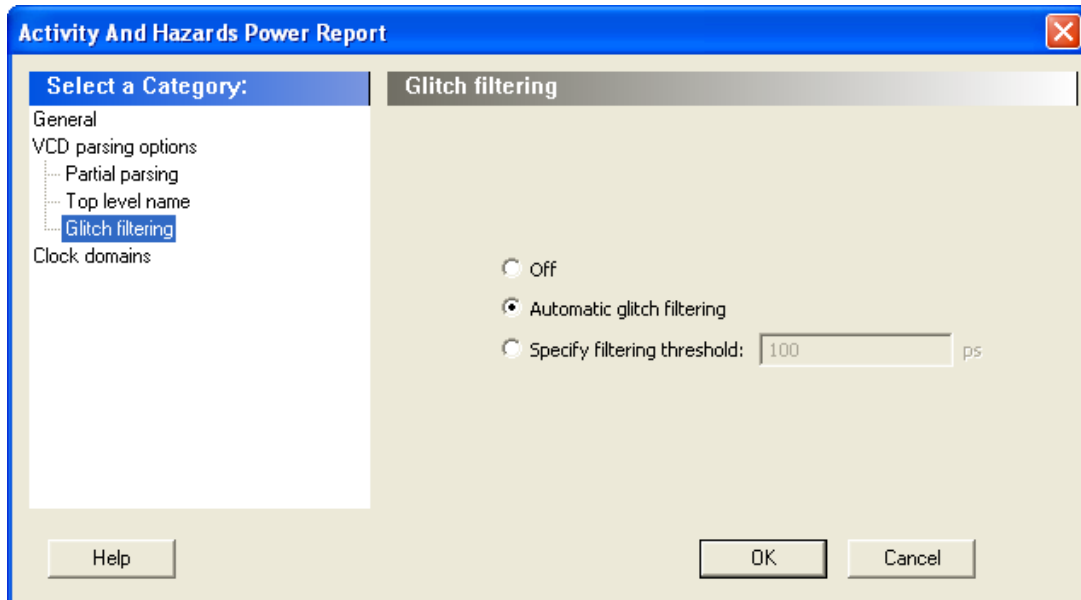 Activity And Hazards Power Report
Select a Category:
General
VCD parsing options
Partial parsing
Top level name
Glitch filtering
Clock domains
Glitch filtering
Off
Automatic glitch filtering
Specify filtering threshold: 100 ps
Help
OK
Cancel